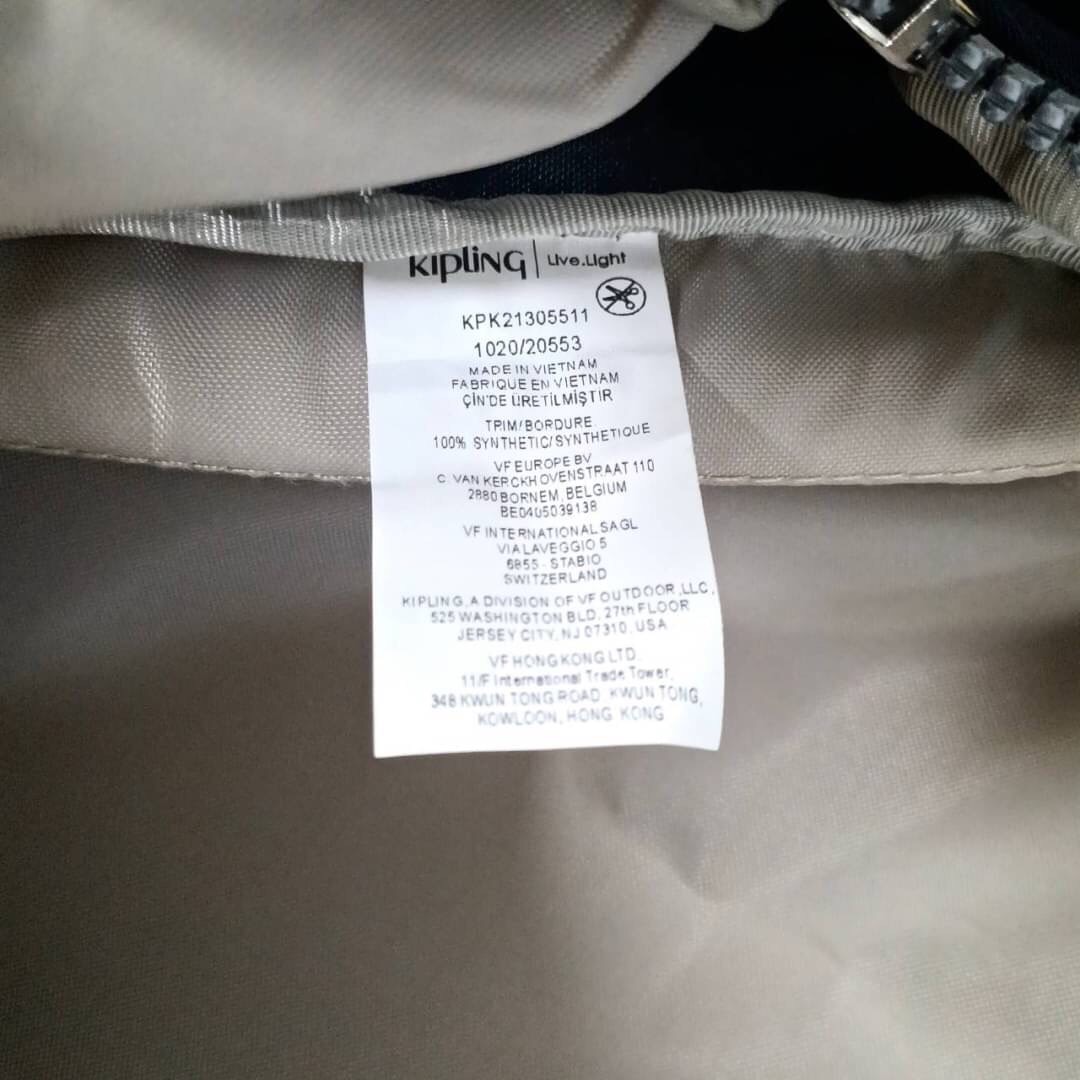 KIPLING | Live.Light
KPK21305511
1020/20553
MADE IN VIETNAM
FABRIQUE EN VIETNAM
ÇİN'DE ÜRETİLMİŞTİR
TRIM/BORDURE
100% SYNTHETIC/SYNTHETIQUE
VF EUROPE BV
C. VAN KERCKHOVENSTRAAT 110
2880 BORNEM, BELGIUM
BE0405039138
VF INTERNATIONAL SAGL
VIA LAVEGGIO 5
6855 - STABIO
SWITZERLAND
KIPLING, A DIVISION OF VF OUTDOOR, LLC,
525 WASHINGTON BLD, 27th FLOOR
JERSEY CITY, NJ 07310, USA
VF HONG KONG LTD.
11/F International Trade Tower,
348 KWUN TONG ROAD, KWUN TONG,
KOWLOON, HONG KONG